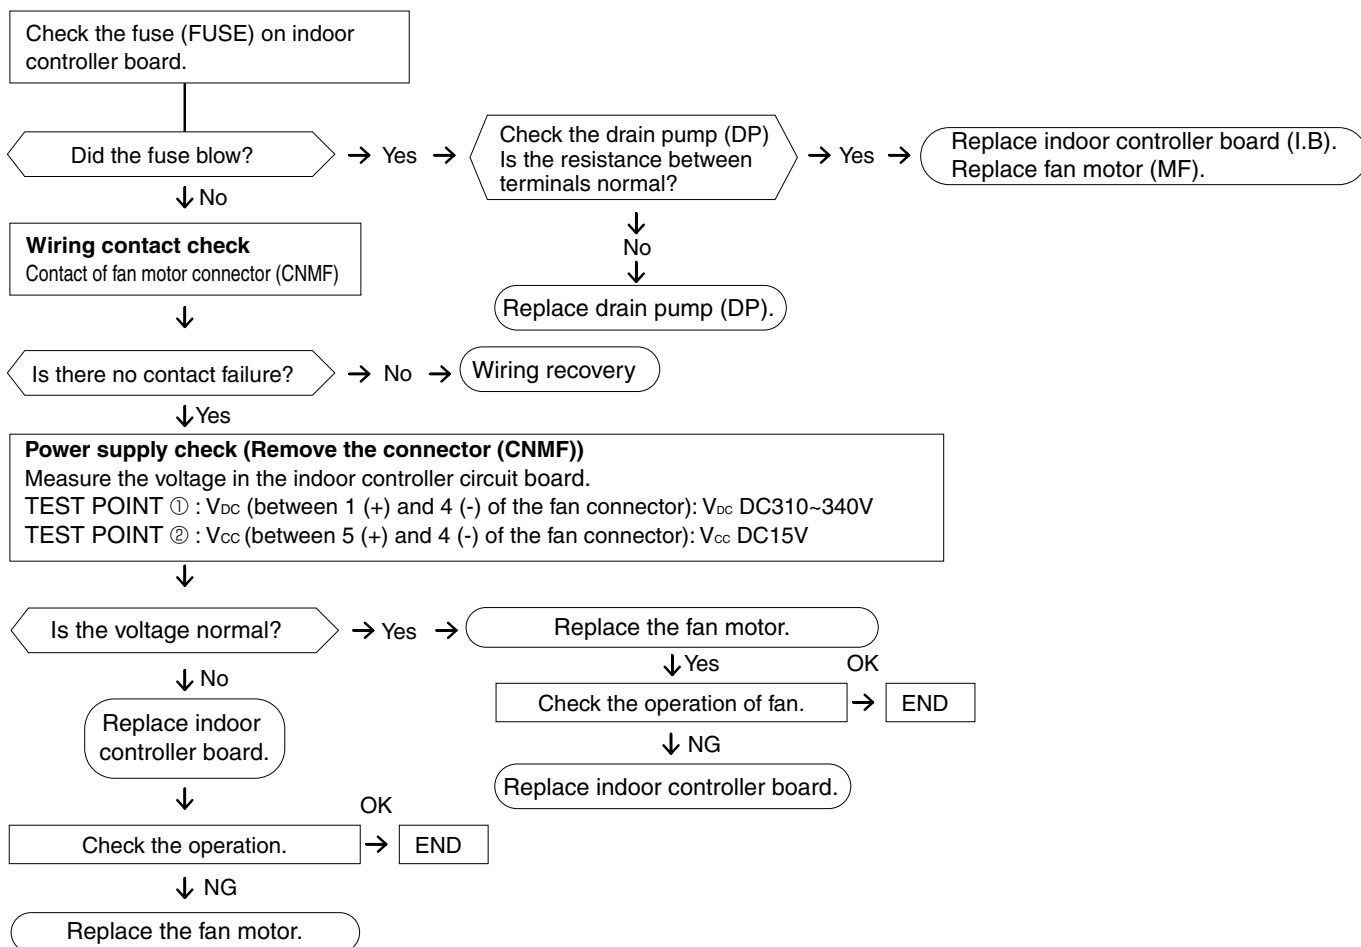 Check the fuse (FUSE) on indoor
controller board.
Did the fuse blow?
Yes
Check the drain pump (DP)
Is the resistance between
terminals normal?
Yes
Replace indoor controller board (I.B).
Replace fan motor (MF).
No
No
Replace drain pump (DP).
Wiring contact check
Contact of fan motor connector (CNMF)
Is there no contact failure?
No
Wiring recovery
Yes
Power supply check (Remove the connector (CNMF))
Measure the voltage in the indoor controller circuit board.
TEST POINT ① : VDC (between 1 (+) and 4 (-) of the fan connector): VDC DC310~340V
TEST POINT ② : VCC (between 5 (+) and 4 (-) of the fan connector): VCC DC15V
Is the voltage normal?
Yes
Replace the fan motor.
Yes
OK
Check the operation of fan.
END
NG
Replace indoor controller board.
No
Replace indoor
controller board.
OK
Check the operation.
END
NG
Replace the fan motor.